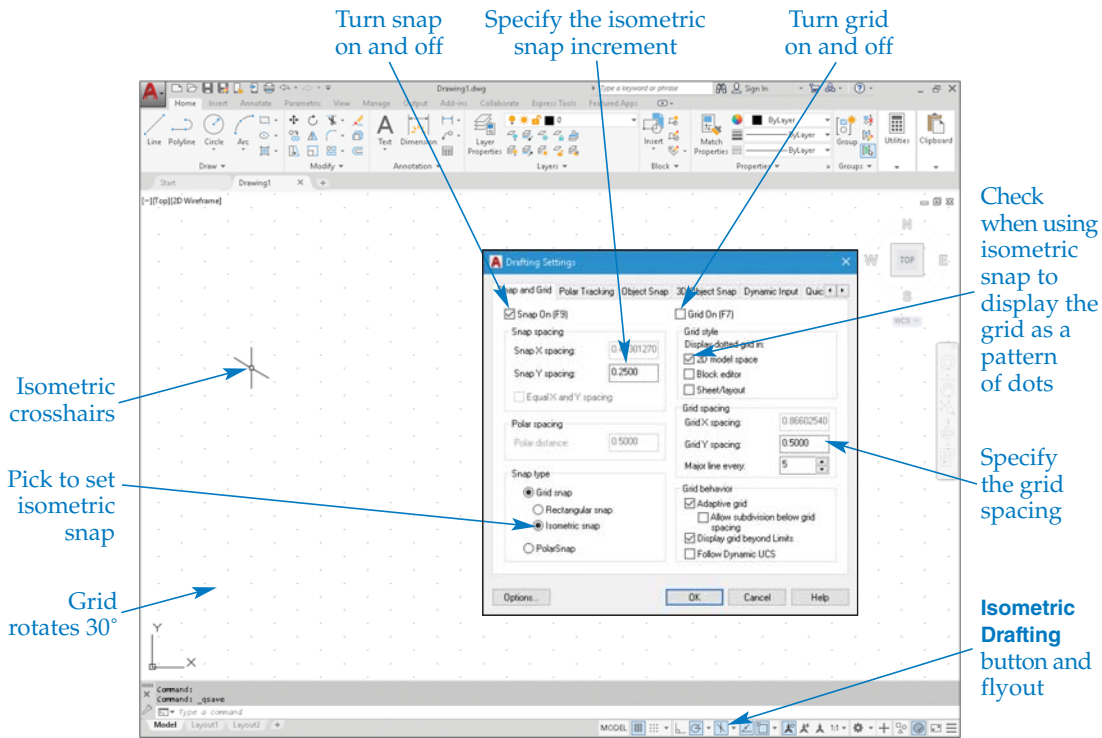 Turn snap
on and off
Specify the isometric
snap increment
Turn grid
on and off
Drawing1.dwg
Type a keyword or phrase
Sign In
Home Insert Annotate Parametric View Manage Output Add-ins Collaborate Express Tools Featured Apps
Line Polyline Circle Arc
Text Dimension
Layer
Properties
0
Insert
Match
Properties
ByLayer
ByLayer
ByLayer
Group
Utilities
Clipboard
Draw
Modify
Annotation
Layers
Block
Properties
Groups
Start
Drawing1
[−][Top][2D Wireframe]
N
W
TOP
E
S
WCS
Drafting Settings
Snap and Grid
Polar Tracking
Object Snap
3D Object Snap
Dynamic Input
Quic
Snap On (F9)
Snap spacing
Snap X spacing:
Snap Y spacing:
0.2500
Equal X and Y spacing
Polar spacing
Polar distance:
0.5000
Snap type
Grid snap
Rectangular snap
Isometric snap
PolarSnap
Grid On (F7)
Grid style
Display dotted grid in:
2D model space
Block editor
Sheet/layout
Grid spacing
Grid X spacing:
0.86602540
Grid Y spacing:
0.5000
Major line every:
5
Grid behavior
Adaptive grid
Allow subdivision below grid
spacing
Display grid beyond Limits
Follow Dynamic UCS
Options...
OK
Cancel
Help
Check
when using
isometric
snap to
display the
grid as a
pattern
of dots
Isometric
crosshairs
Pick to set
isometric
snap
Specify
the grid
spacing
Grid
rotates 30˚
Isometric
Drafting
button and
flyout
Y
X
Command:
Command: _qsave
Type a command
Model Layout1 Layout2 +
MODEL
1:1